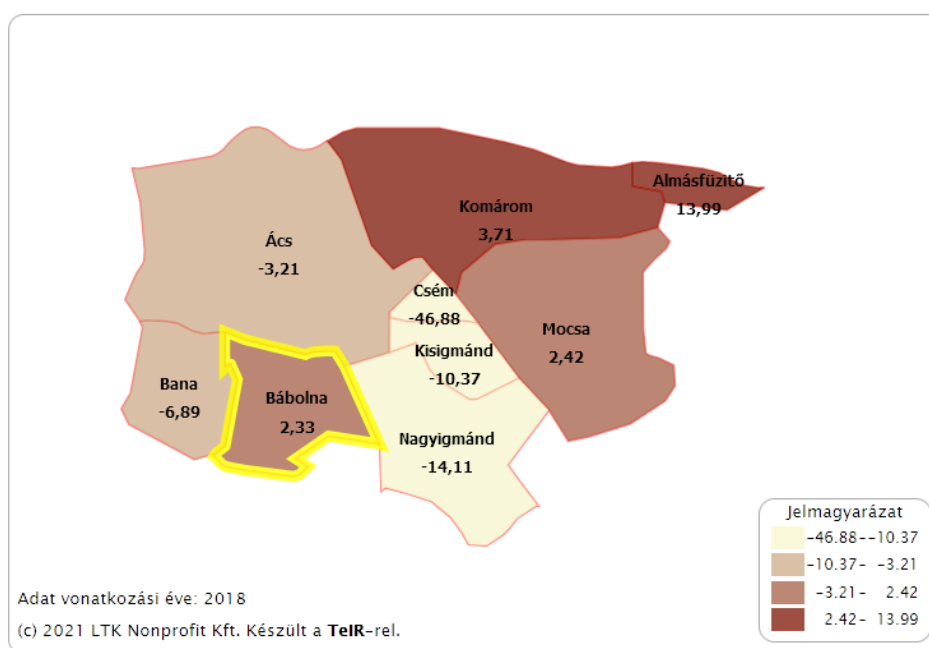 Almásfüzitő
13,99
Komárom
3,71
Ács
-3,21
Csém
-46,88
Mocsa
2,42
Kisigmánd
-10,37
Bana
-6,89
Bábolna
2,33
Nagyigmánd
-14,11
Jelmagyarázat
-46.88--10.37
-10.37- -3.21
-3.21- 2.42
2.42- 13.99
Adat vonatkozási éve: 2018
(c) 2021 LTK Nonprofit Kft. Készült a TeIR-rel.